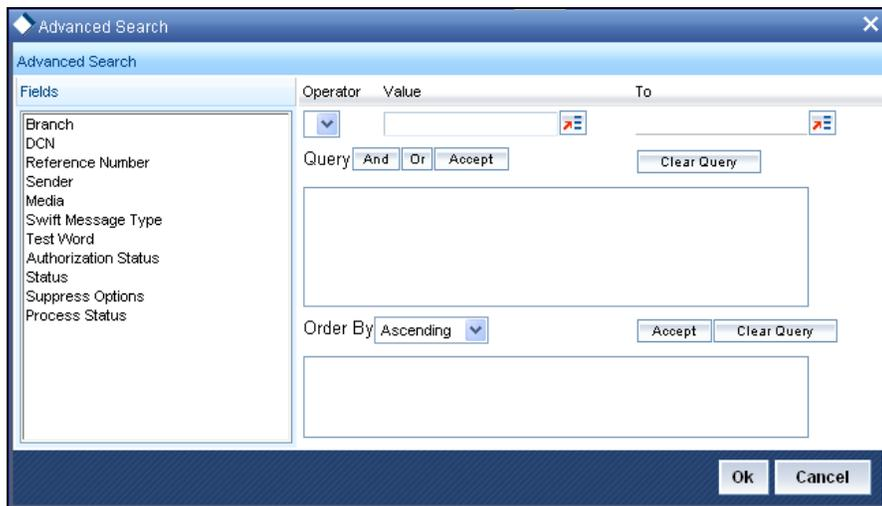 Advanced Search
Advanced Search
Fields
Operator Value To
Branch
DCN
Reference Number
Sender
Media
Swift Message Type
Test Word
Authorization Status
Status
Suppress Options
Process Status
Query And Or Accept Clear Query
Order By Ascending Accept Clear Query
Ok Cancel